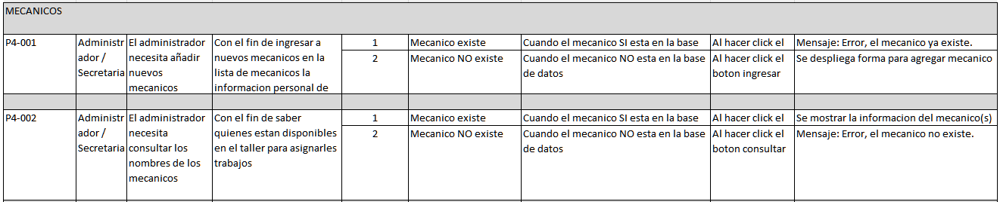 MECANICOS
P4-001
Administr
ador /
Secretaria
El administrador
necesita añadir
nuevos
mecanicos
Con el fin de ingresar a
nuevos mecanicos en la
lista de mecanicos la
informacion personal de
1
Mecanico existe
Cuando el mecanico SI esta en la base
Al hacer click el
Mensaje: Error, el mecanico ya existe.
2
Mecanico NO existe
Cuando el mecanico NO esta en la base
de datos
Al hacer click el
boton ingresar
Se despliega forma para agregar mecanico
P4-002
Administr
ador /
Secretaria
El administrador
necesita
consultar los
nombres de los
mecanicos
Con el fin de saber
quienes estan disponibles
en el taller para asignarles
trabajos
1
Mecanico existe
Cuando el mecanico SI esta en la base
Al hacer click el
Se mostrar la informacion del mecanico(s)
2
Mecanico NO existe
Cuando el mecanico NO esta en la base
de datos
Al hacer click el
boton consultar
Mensaje: Error, el mecanico no existe.